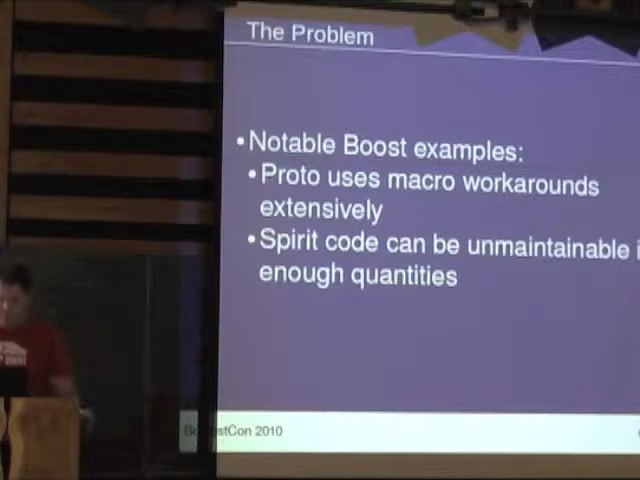 The Problem
•Notable Boost examples:
•Proto uses macro workarounds
extensively
•Spirit code can be unmaintainable
enough quantities
BoostCon 2010